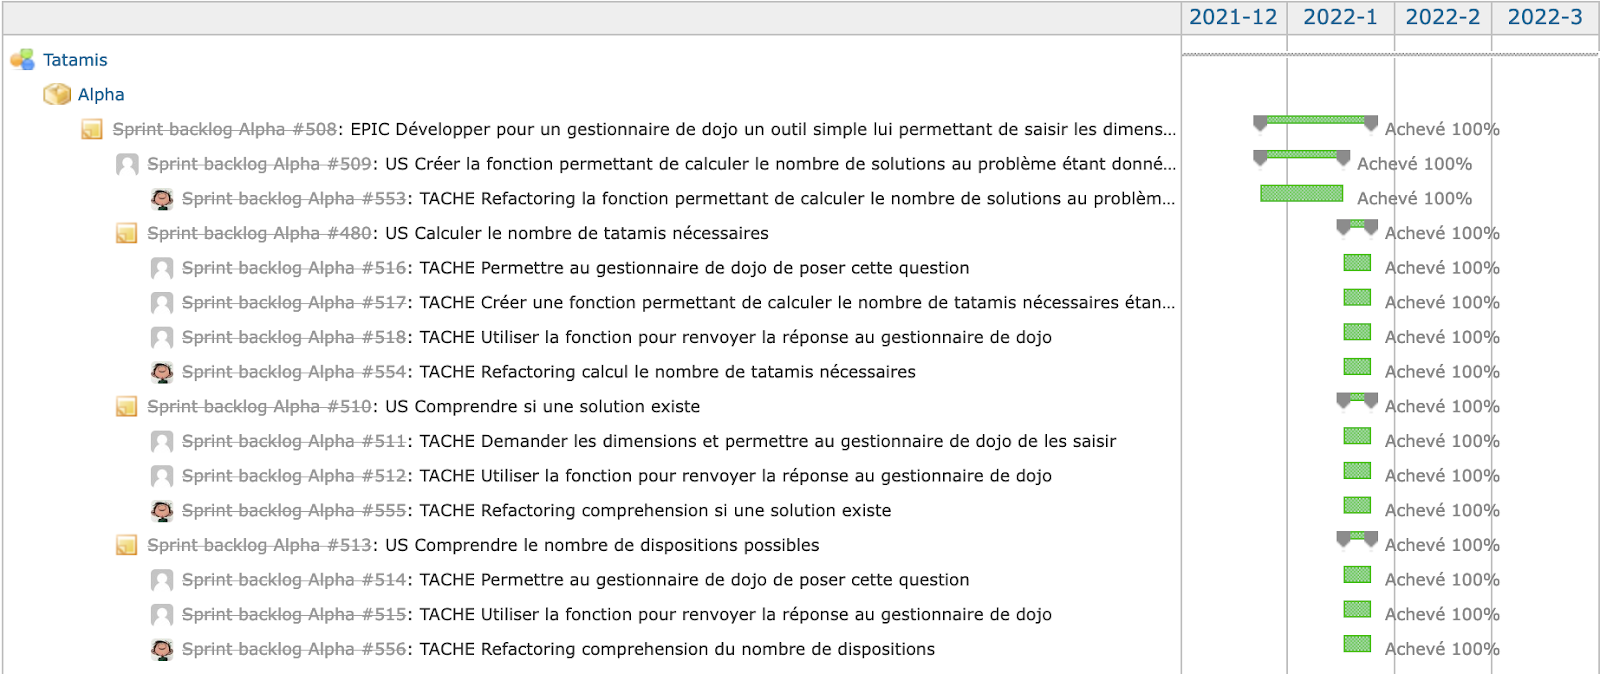 2021-12 2022-1 2022-2 2022-3
Tatamis
Alpha
Sprint backlog Alpha #508: EPIC Développer pour un gestionnaire de dojo un outil simple lui permettant de saisir les dimens... Achevé 100%
Sprint backlog Alpha #509: US Créer la fonction permettant de calculer le nombre de solutions au problème étant donné... Achevé 100%
Sprint backlog Alpha #553: TACHE Refactoring la fonction permettant de calculer le nombre de solutions au problèm... Achevé 100%
Sprint backlog Alpha #480: US Calculer le nombre de tatamis nécessaires Achevé 100%
Sprint backlog Alpha #516: TACHE Permettre au gestionnaire de dojo de poser cette question Achevé 100%
Sprint backlog Alpha #517: TACHE Créer une fonction permettant de calculer le nombre de tatamis nécessaires étan... Achevé 100%
Sprint backlog Alpha #518: TACHE Utiliser la fonction pour renvoyer la réponse au gestionnaire de dojo Achevé 100%
Sprint backlog Alpha #554: TACHE Refactoring calcul le nombre de tatamis nécessaires Achevé 100%
Sprint backlog Alpha #510: US Comprendre si une solution existe Achevé 100%
Sprint backlog Alpha #511: TACHE Demander les dimensions et permettre au gestionnaire de dojo de les saisir Achevé 100%
Sprint backlog Alpha #512: TACHE Utiliser la fonction pour renvoyer la réponse au gestionnaire de dojo Achevé 100%
Sprint backlog Alpha #555: TACHE Refactoring comprehension si une solution existe Achevé 100%
Sprint backlog Alpha #513: US Comprendre le nombre de dispositions possibles Achevé 100%
Sprint backlog Alpha #514: TACHE Permettre au gestionnaire de dojo de poser cette question Achevé 100%
Sprint backlog Alpha #515: TACHE Utiliser la fonction pour renvoyer la réponse au gestionnaire de dojo Achevé 100%
Sprint backlog Alpha #556: TACHE Refactoring comprehension du nombre de dispositions Achevé 100%